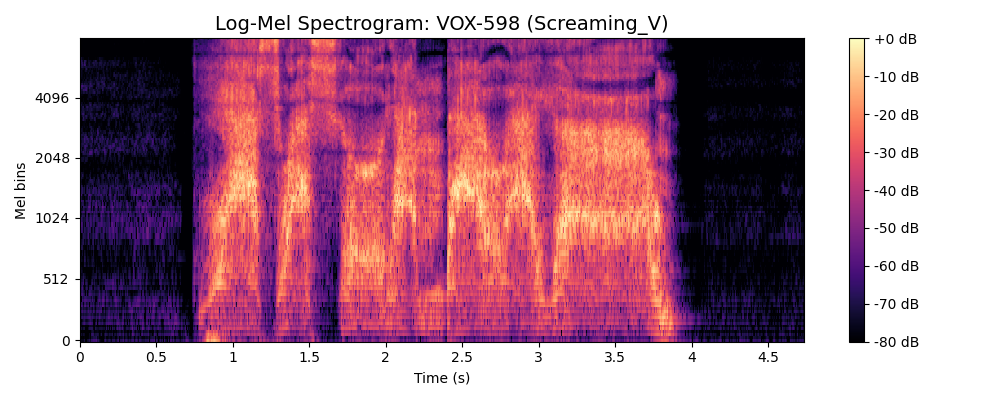 Log-Mel Spectrogram: VOX-598 (Screaming_V)
Mel bins
4096
2048
1024
512
0
0 0.5 1 1.5 2 2.5 3 3.5 4 4.5
Time (s)
+0 dB
-10 dB
-20 dB
-30 dB
-40 dB
-50 dB
-60 dB
-70 dB
-80 dB